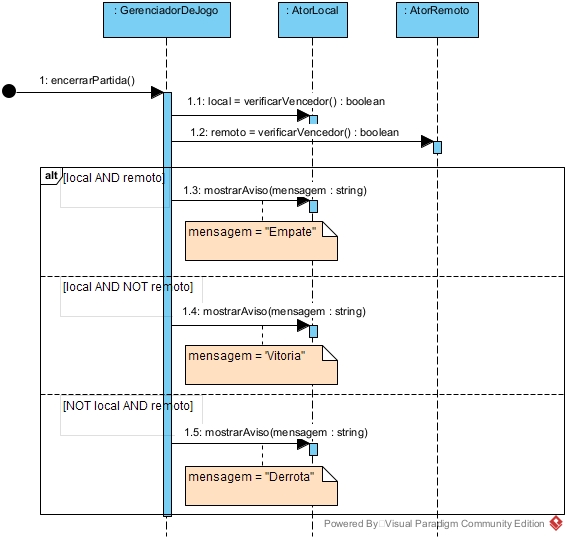 : GerenciadorDeJogo
: AtorLocal
: AtorRemoto
1: encerrarPartida()
1.1: local = verificarVencedor() : boolean
1.2: remoto = verificarVencedor() : boolean
alt
[local AND remoto]
1.3: mostrarAviso(mensagem : string)
mensagem = "Empate"
[local AND NOT remoto]
1.4: mostrarAviso(mensagem : string)
mensagem = "Vitoria"
[NOT local AND remoto]
1.5: mostrarAviso(mensagem : string)
mensagem = "Derrota"
Powered By Visual Paradigm Community Edition